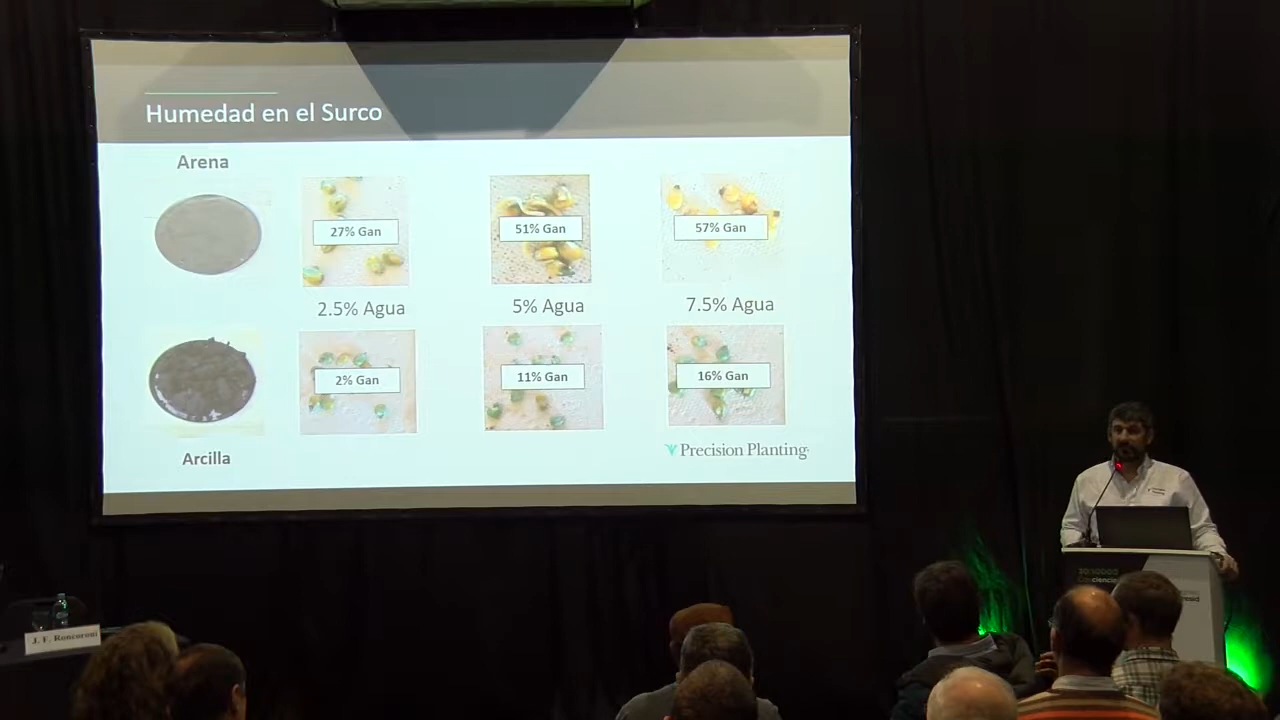 Humedad en el Surco
Arena
27% Gan
51% Gan
57% Gan
2.5% Agua
5% Agua
7.5% Agua
2% Gan
11% Gan
16% Gan
Arcilla
Precision Planting
J. F. Roncoroni